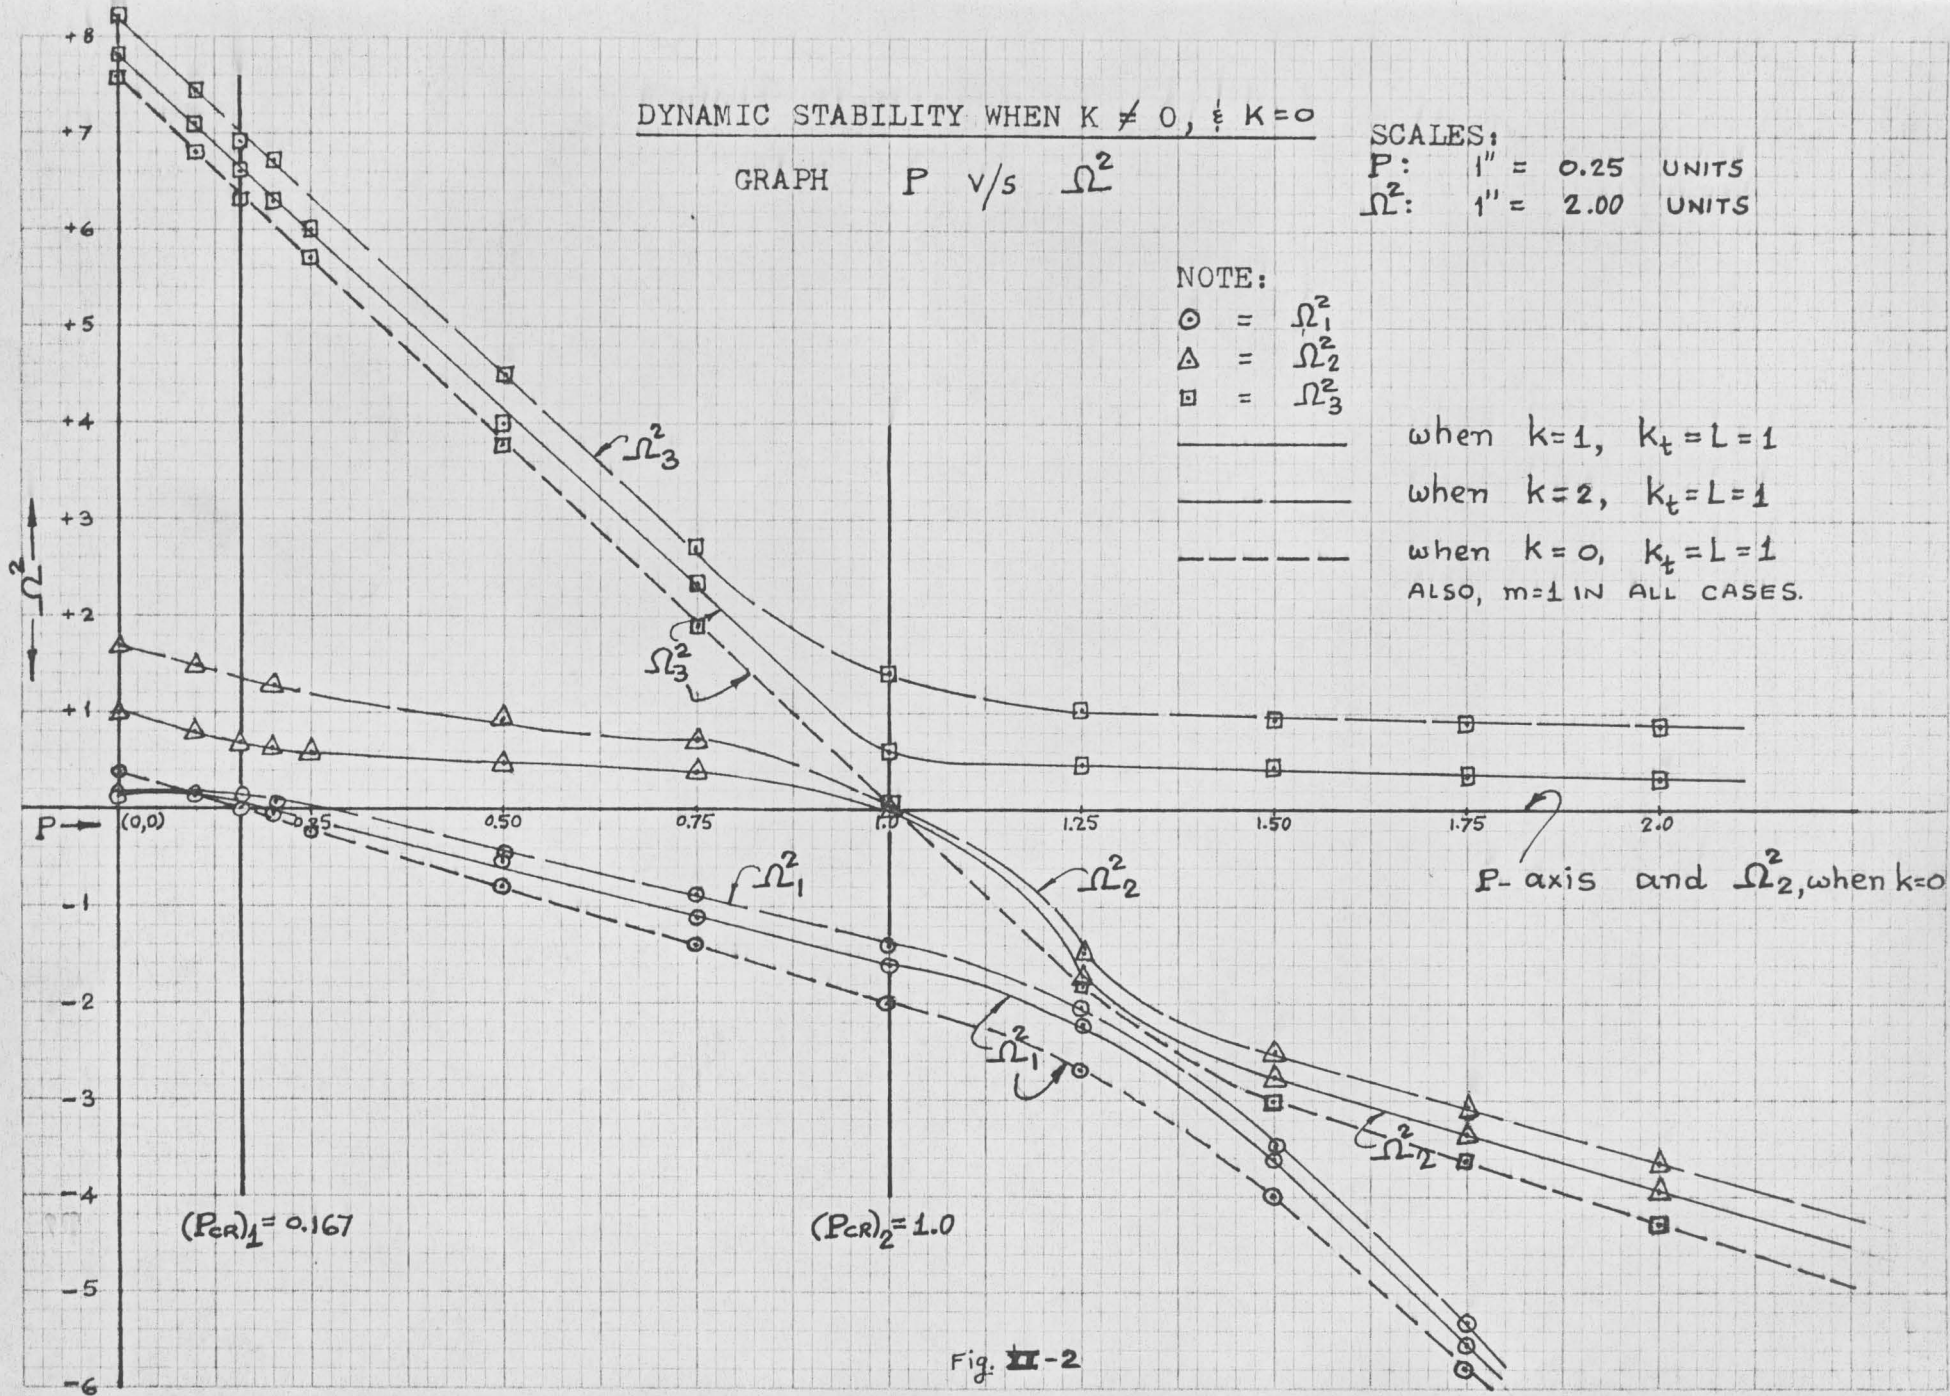 DYNAMIC STABILITY WHEN K ≠ 0, & K=0
GRAPH P V/S Ω²
SCALES:
P: 1" = 0.25 UNITS
Ω²: 1" = 2.00 UNITS
NOTE:
⊙ = Ω₁²
△ = Ω₂²
⊡ = Ω₃²
when k=1, kₜ=L=1
when k=2, kₜ=L=1
when k=0, kₜ=L=1
ALSO, m=1 IN ALL CASES.
+8
+7
+6
+5
+4
+3
+2
+1
-1
-2
-3
-4
-5
-6
Ω²
Ω₃²
Ω₃²
P→ (0,0) 0.25 0.50 0.75 1.0 1.25 1.50 1.75 2.0
Ω₁²
Ω₂²
P-axis and Ω₂², when k=0
Ω₁²
Ω₂²
(PCR)₁=0.167
(PCR)₂=1.0
Fig. VI-2